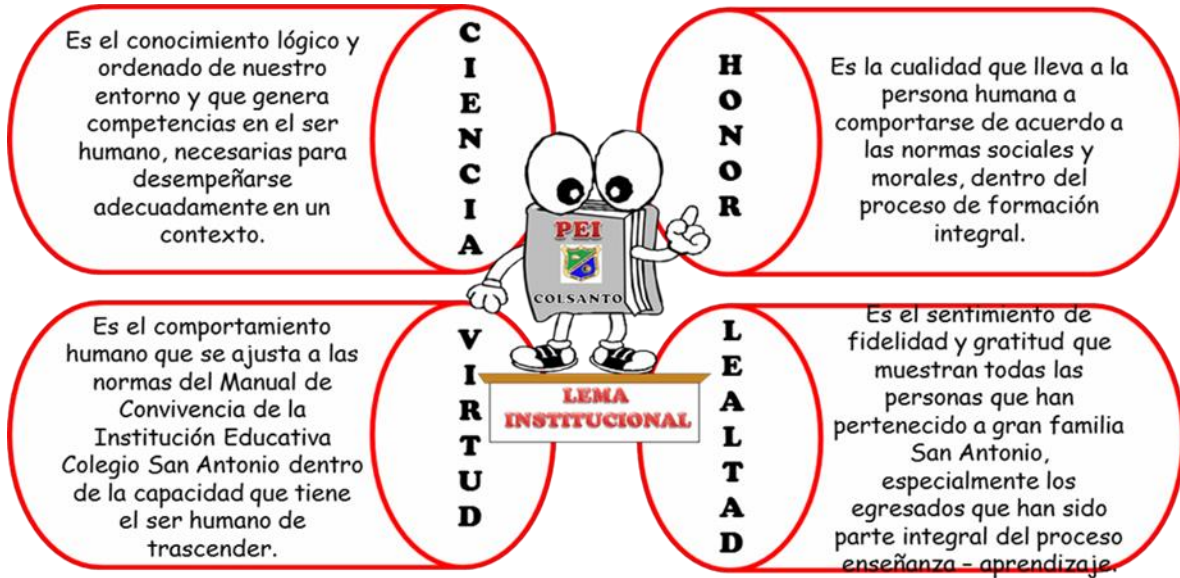 Es el conocimiento lógico y
ordenado de nuestro
entorno y que genera
competencias en el ser
humano, necesarias para
desempeñarse
adecuadamente en un
contexto.
CIENCIA
HONOR
Es la cualidad que lleva a la
persona humana a
comportarse de acuerdo a
las normas sociales y
morales, dentro del
proceso de formación
integral.
PEI
COLSANTO
LEMA
INSTITUCIONAL
Es el comportamiento
humano que se ajusta a las
normas del Manual de
Convivencia de la
Institución Educativa
Colegio San Antonio dentro
de la capacidad que tiene
el ser humano de
trascender.
VIRTUD
LEALTAD
Es el sentimiento de
fidelidad y gratitud que
muestran todas las
personas que han
pertenecido a gran familia
San Antonio,
especialmente los
egresados que han sido
parte integral del proceso
enseñanza – aprendizaje.